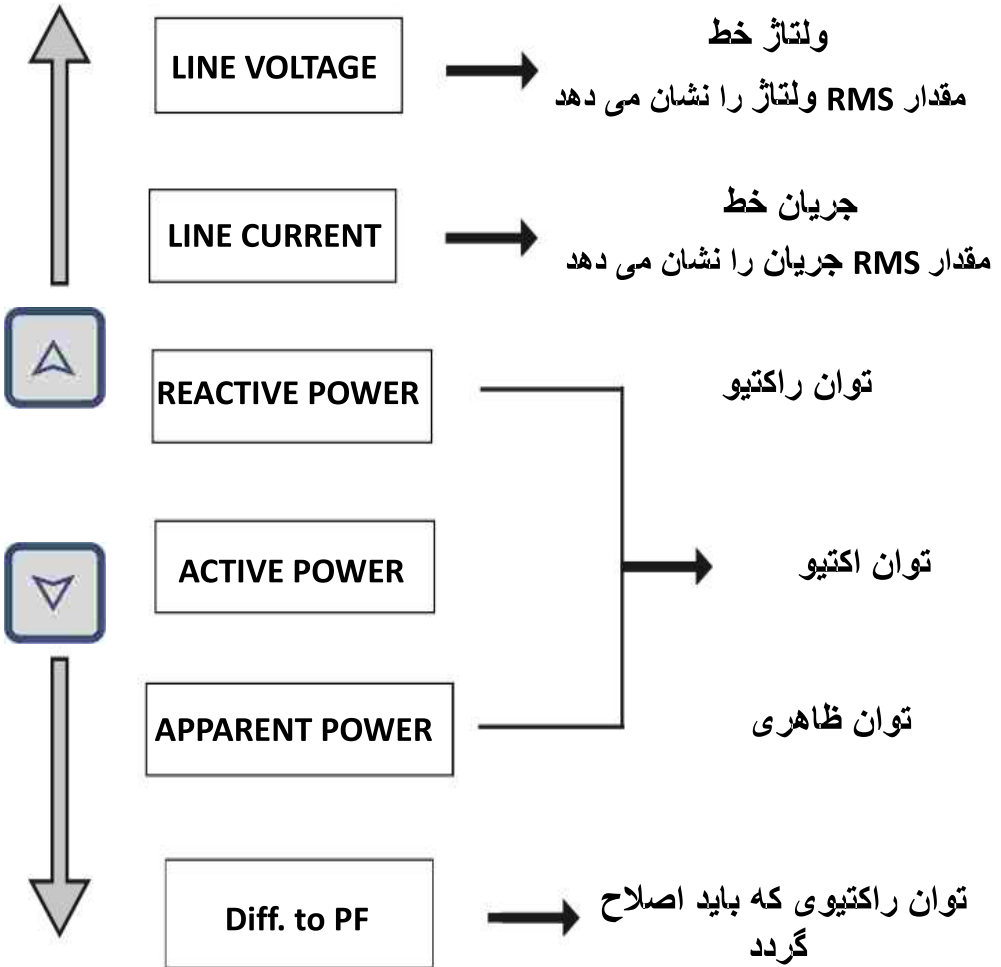 LINE VOLTAGE
ولتاژ خط
مقدار RMS ولتاژ را نشان می دهد
LINE CURRENT
جریان خط
مقدار RMS جریان را نشان می دهد
REACTIVE POWER
توان راکتیو
ACTIVE POWER
توان اکتیو
APPARENT POWER
توان ظاهری
Diff. to PF
توان راکتیوی که باید اصلاح
گردد